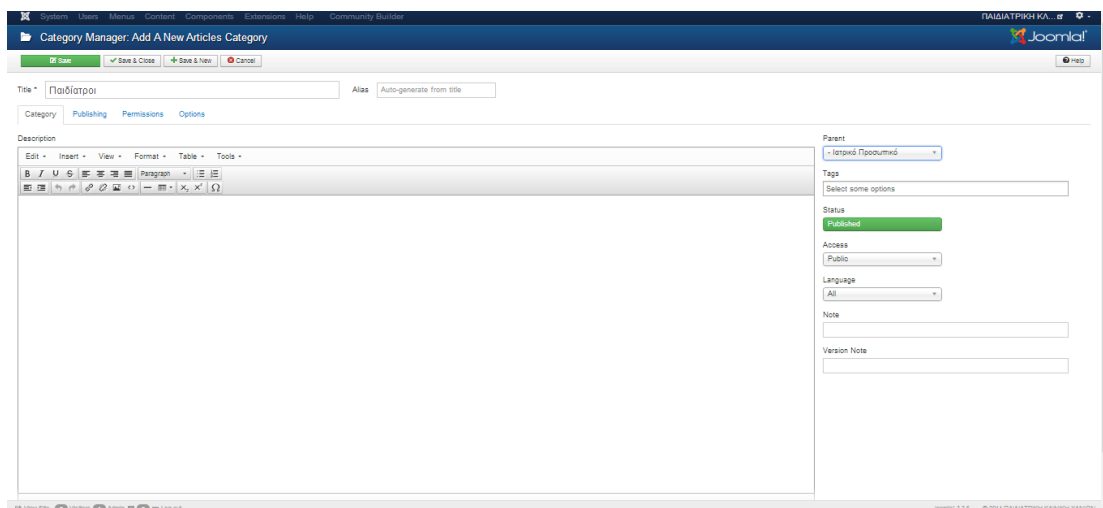 System Users Menus Content Components Extensions Help Community Builder ΠΑΙΔΙΑΤΡΙΚΗ ΚΛ...
Category Manager: Add A New Articles Category Joomla!
Save Save & Close Save & New Cancel Help
Title * Παιδίατροι Alias Auto-generate from title
Category Publishing Permissions Options
Description
Edit Insert View Format Table Tools
B I U S Paragraph
Ω
Parent
- Ιατρικό Προσωπικό
Tags
Select some options
Status
Published
Access
Public
Language
All
Note
Version Note